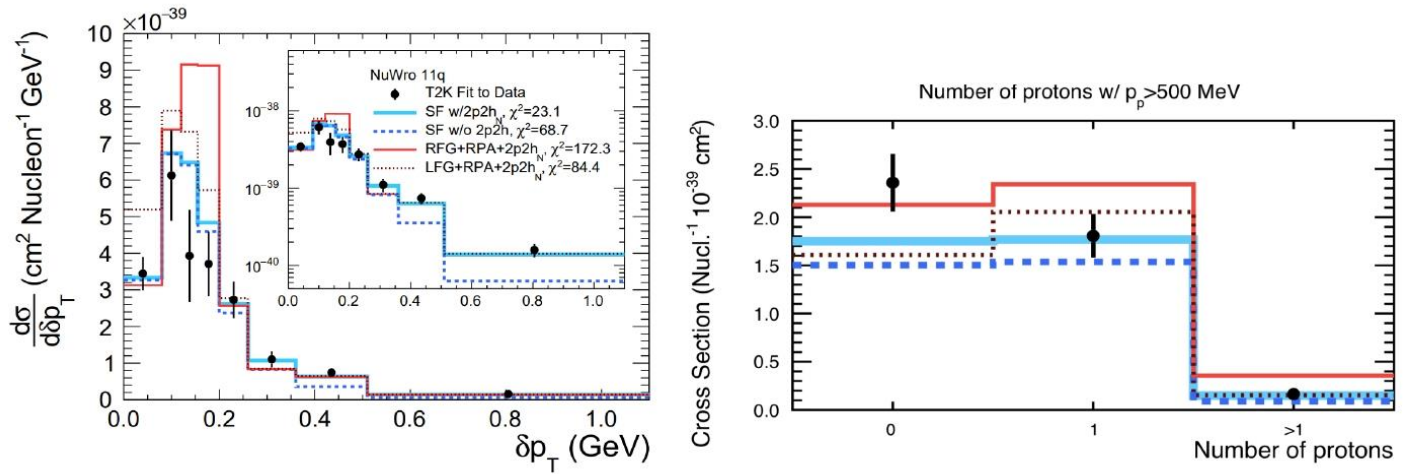 ×10⁻³⁹
dσ/dδp_T (cm² Nucleon⁻¹ GeV⁻¹)
10
9
8
7
6
5
4
3
2
1
0
0.0 0.2 0.4 0.6 0.8 1.0
δp_T (GeV)
NuWro 11q
T2K Fit to Data
SF w/2p2h_N, χ²=23.1
SF w/o 2p2h, χ²=68.7
RFG+RPA+2p2h_N, χ²=172.3
LFG+RPA+2p2h_N, χ²=84.4
10⁻³⁸
10⁻³⁹
10⁻⁴⁰
0.0 0.2 0.4 0.6 0.8 1.0
Number of protons w/ p_p>500 MeV
Cross Section (Nucl.⁻¹ 10⁻³⁹ cm²)
3.0
2.5
2.0
1.5
1.0
0.5
0.0
0 1 >1
Number of protons